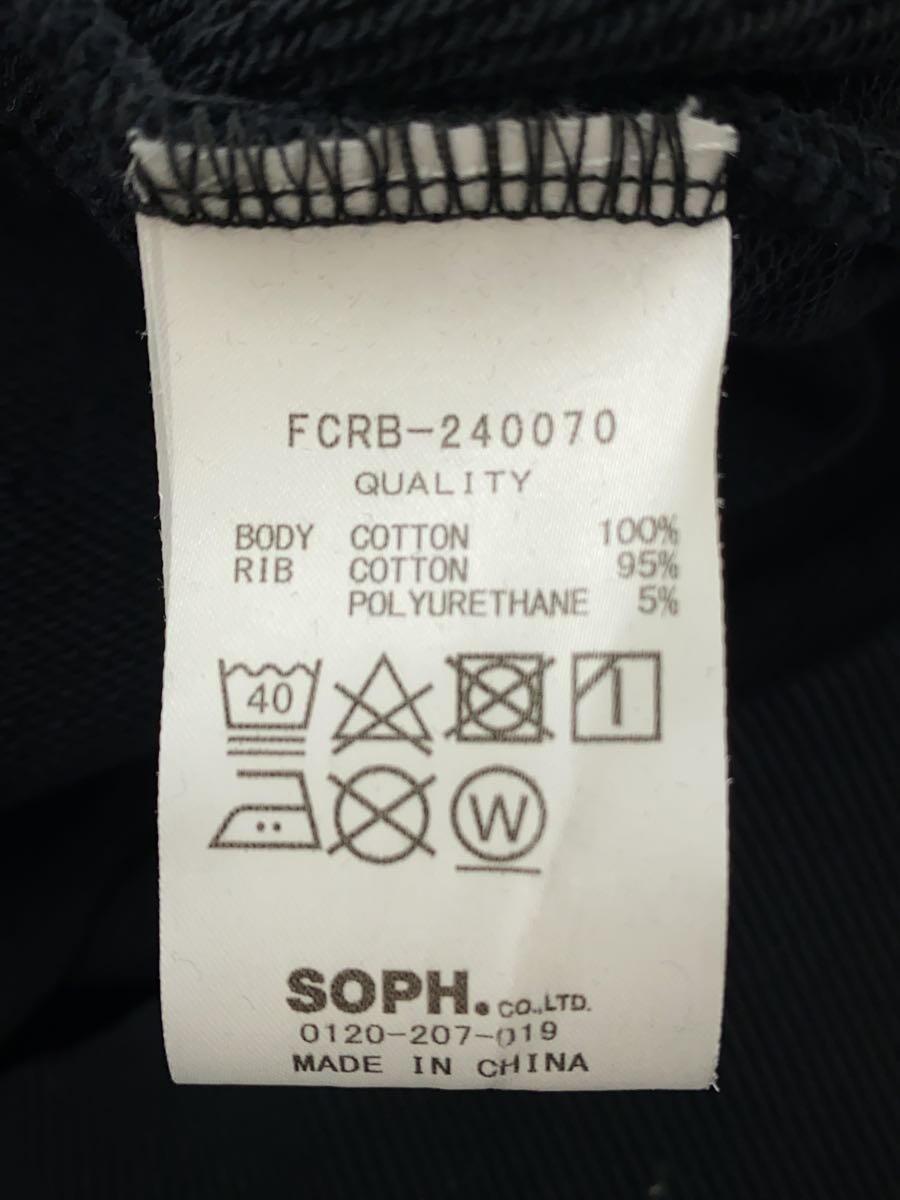 FCRB-240070
QUALITY
BODY COTTON 100%
RIB COTTON 95%
POLYURETHANE 5%
40
W
SOPH. CO.,LTD.
0120-207-019
MADE IN CHINA